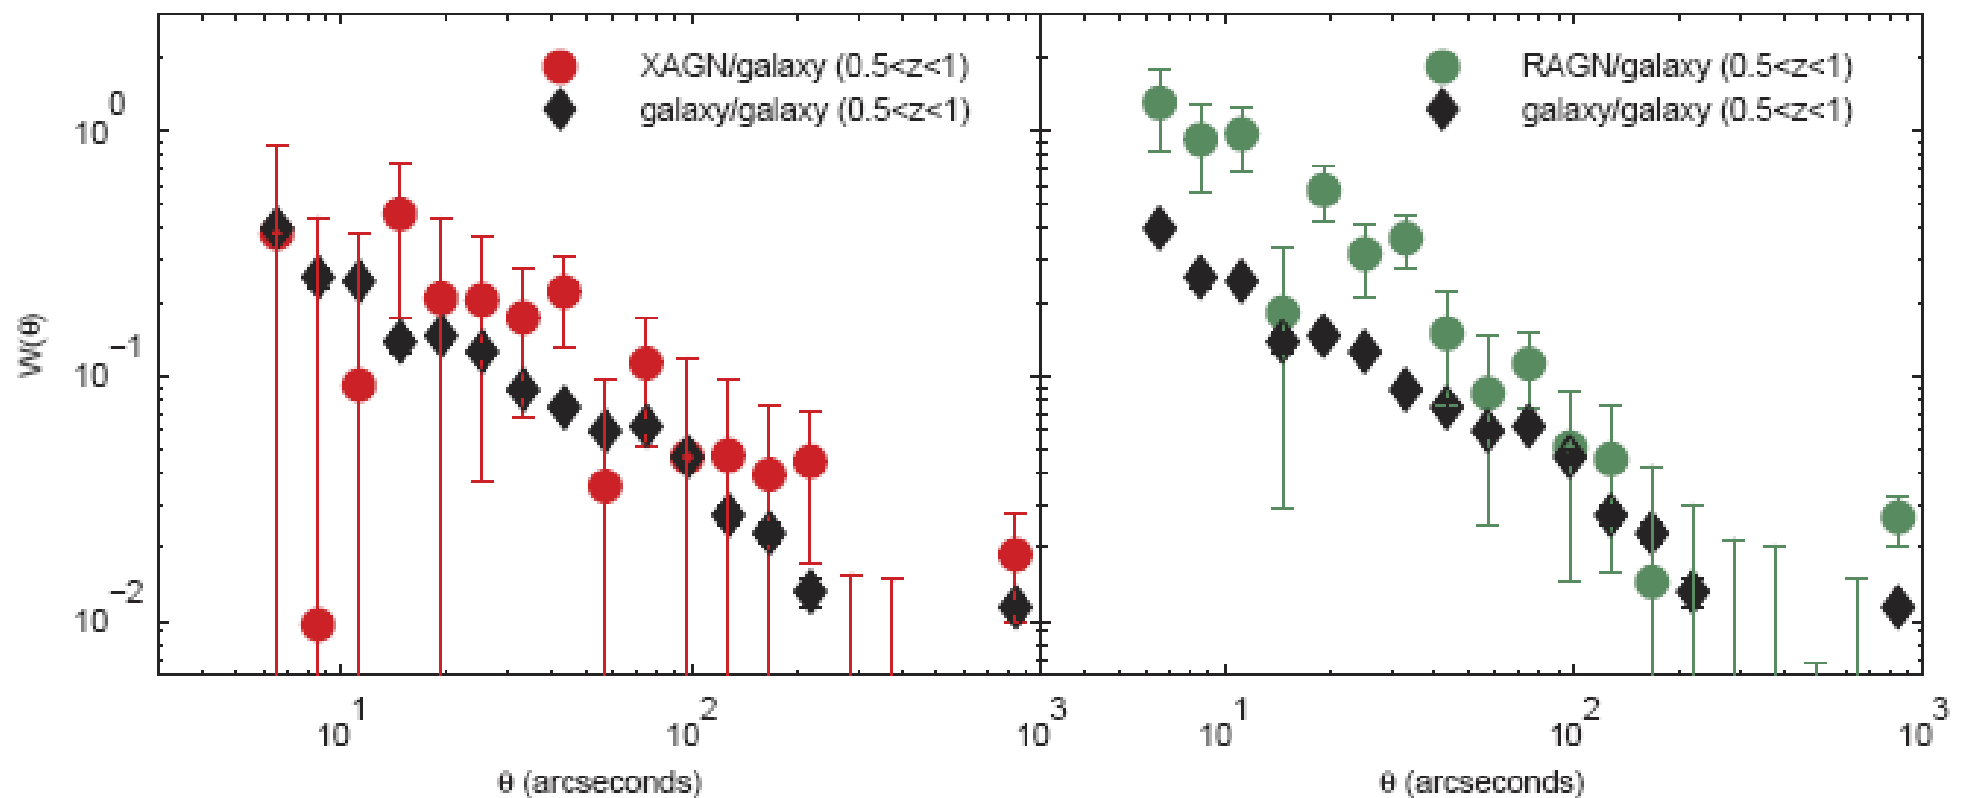 XAGN/galaxy (0.5<z<1)
galaxy/galaxy (0.5<z<1)
RAGN/galaxy (0.5<z<1)
galaxy/galaxy (0.5<z<1)
W(θ)
10^0
10^−1
10^−2
10^1
10^2
10^3
10^1
10^2
10^3
θ (arcseconds)
θ (arcseconds)